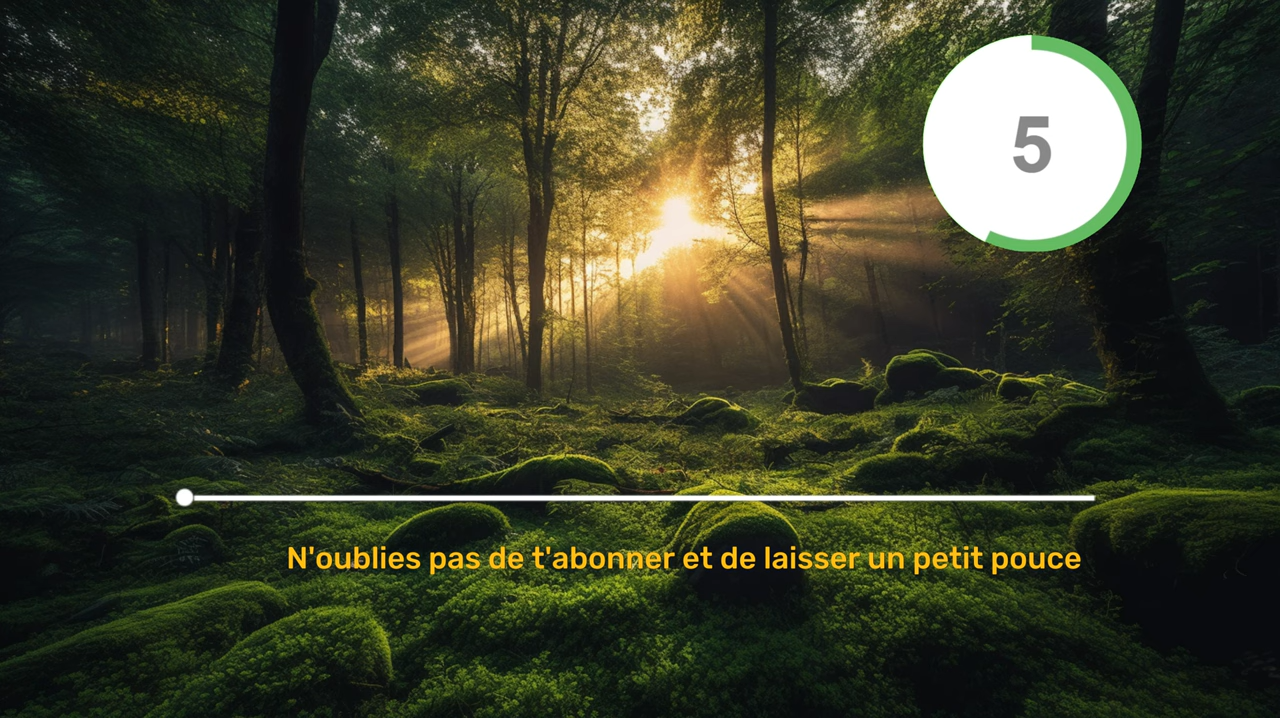 5
N'oublies pas de t'abonner et de laisser un petit pouce